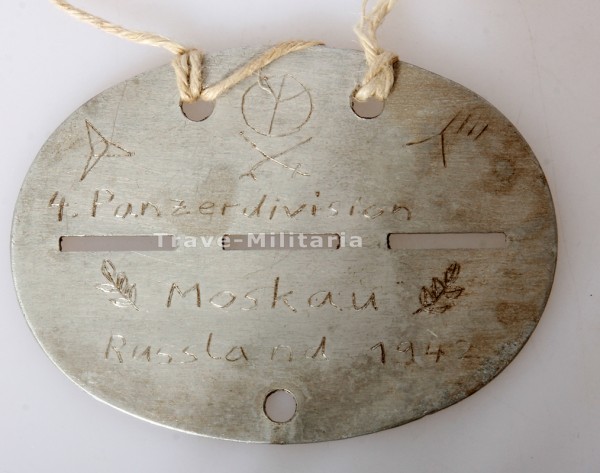 4. Panzerdivision
Trave-Militaria
Moskau
Russland 1942